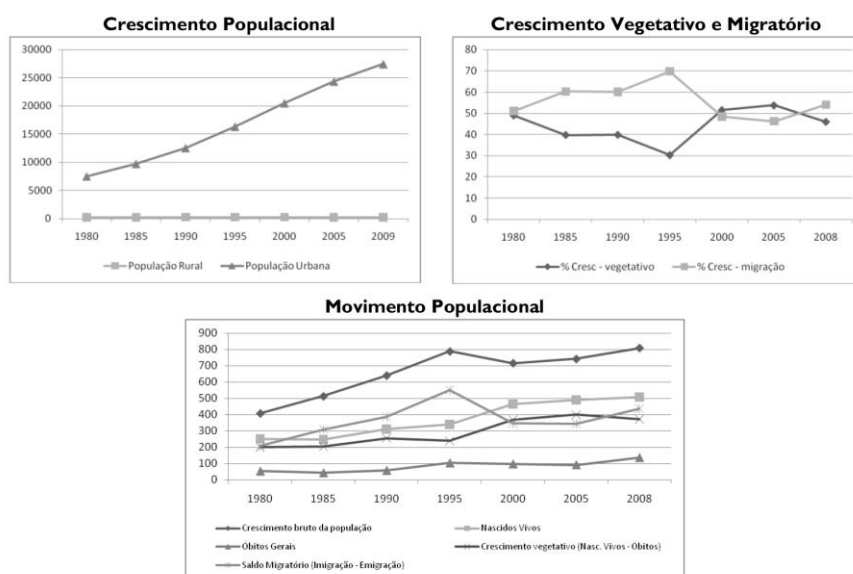 Crescimento Populacional
30000
25000
20000
15000
10000
5000
0
1980 1985 1990 1995 2000 2005 2009
População Rural População Urbana
Crescimento Vegetativo e Migratório
80
70
60
50
40
30
20
10
0
1980 1985 1990 1995 2000 2005 2008
% Cresc - vegetativo % Cresc - migração
Movimento Populacional
900
800
700
600
500
400
300
200
100
0
1980 1985 1990 1995 2000 2005 2008
Crescimento bruto da população Nascidos Vivos
Óbitos Gerais Crescimento vegetativo (Nasc. Vivos - Óbitos)
Saldo Migratório (Imigração - Emigração)